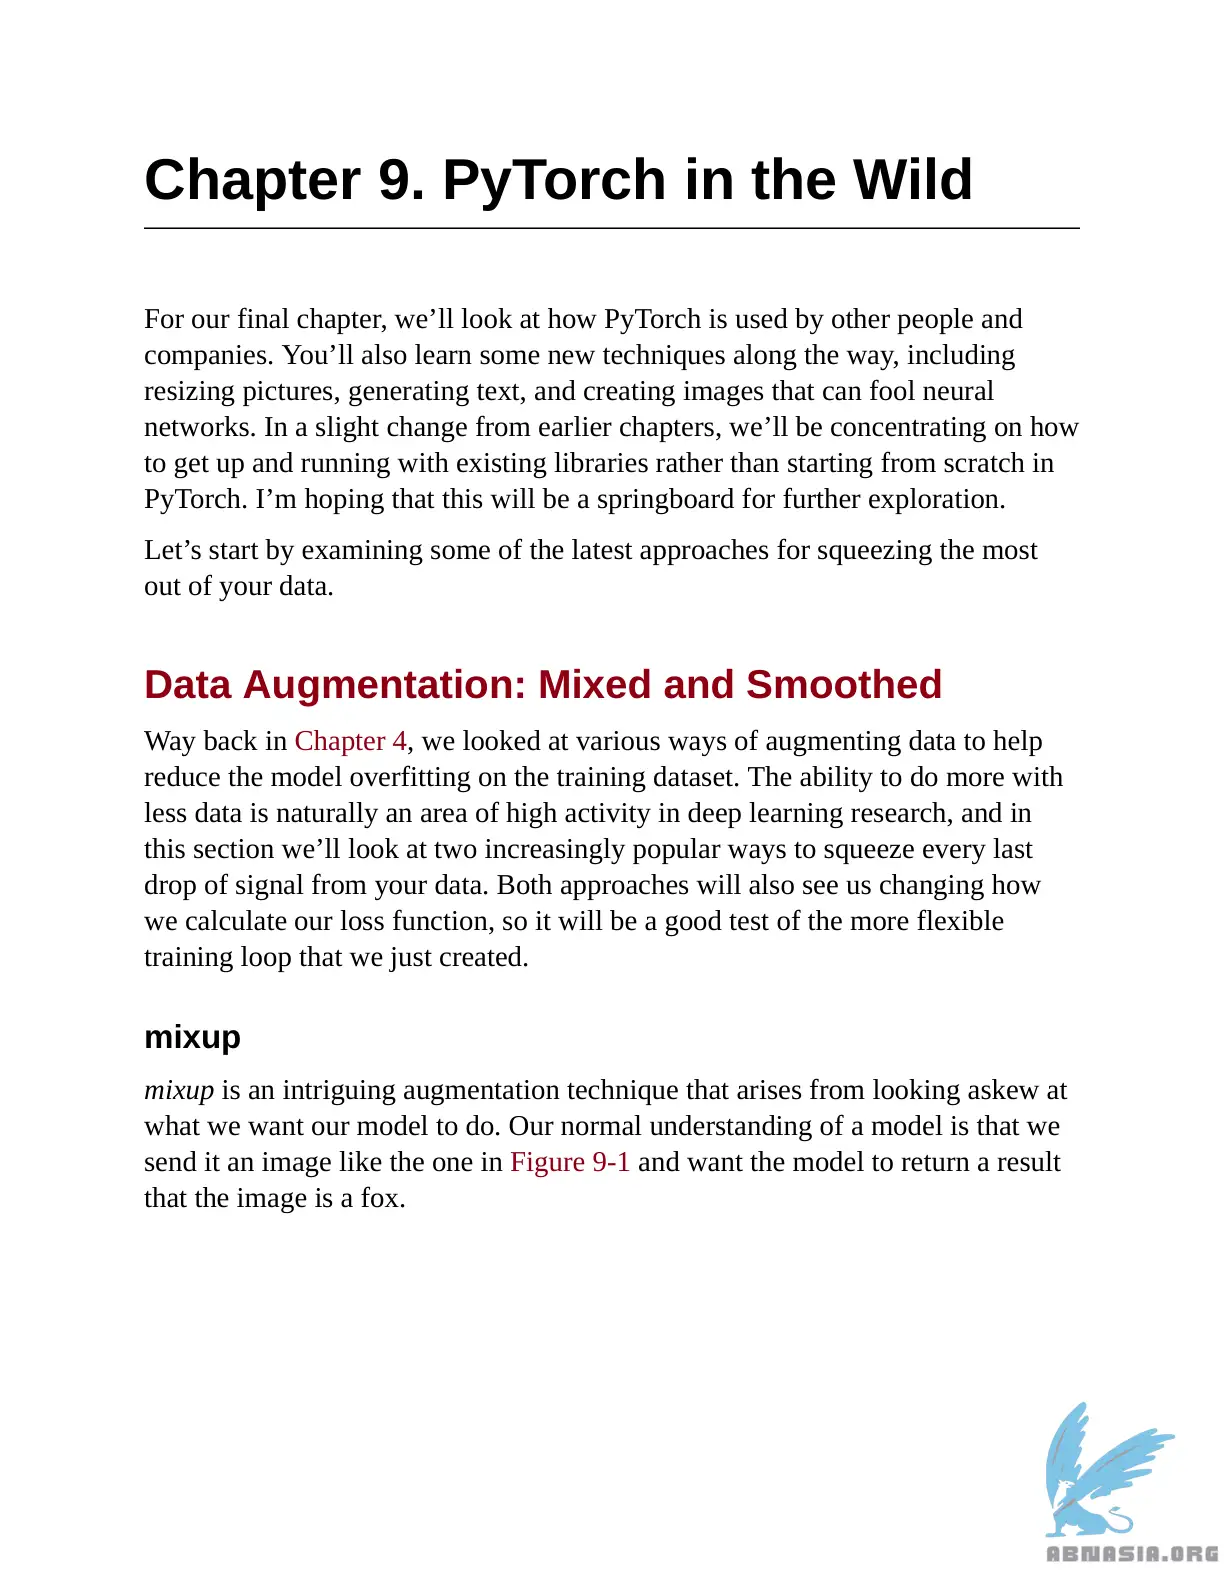 Chapter 9. PyTorch in the Wild
For our final chapter, we’ll look at how PyTorch is used by other people and
companies. You’ll also learn some new techniques along the way, including
resizing pictures, generating text, and creating images that can fool neural
networks. In a slight change from earlier chapters, we’ll be concentrating on how
to get up and running with existing libraries rather than starting from scratch in
PyTorch. I’m hoping that this will be a springboard for further exploration.
Let’s start by examining some of the latest approaches for squeezing the most
out of your data.
Data Augmentation: Mixed and Smoothed
Way back in Chapter 4, we looked at various ways of augmenting data to help
reduce the model overfitting on the training dataset. The ability to do more with
less data is naturally an area of high activity in deep learning research, and in
this section we’ll look at two increasingly popular ways to squeeze every last
drop of signal from your data. Both approaches will also see us changing how
we calculate our loss function, so it will be a good test of the more flexible
training loop that we just created.
mixup
mixup is an intriguing augmentation technique that arises from looking askew at
what we want our model to do. Our normal understanding of a model is that we
send it an image like the one in Figure 9-1 and want the model to return a result
that the image is a fox.
ABNASIA.ORG